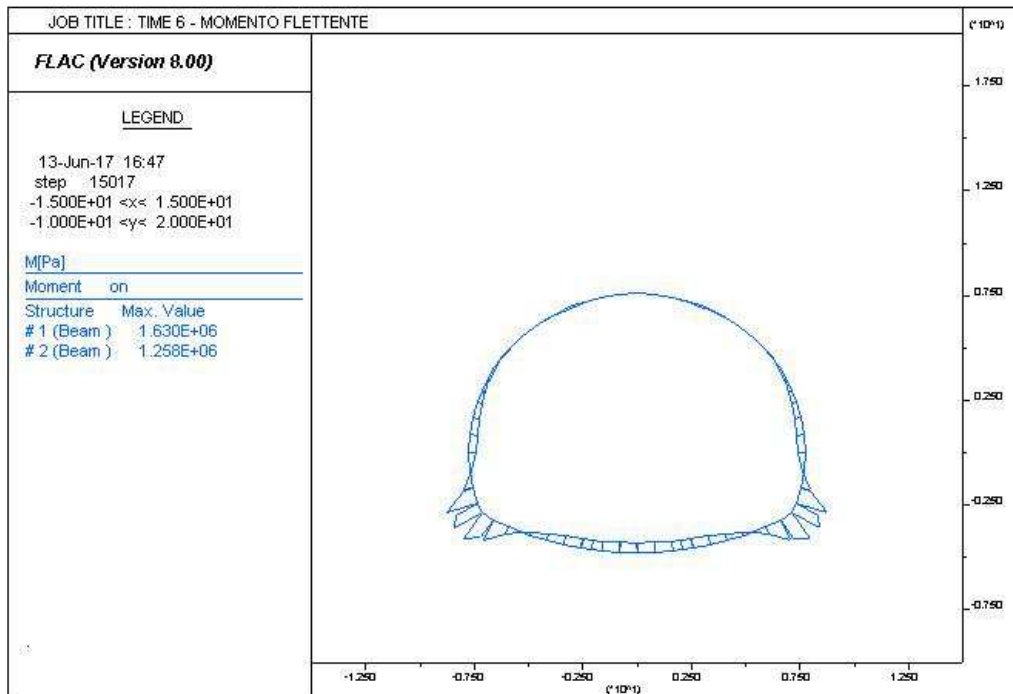 JOB TITLE : TIME 6 - MOMENTO FLETTENTE
FLAC (Version 8.00)
LEGEND
13-Jun-17 16:47
step 15017
-1.500E+01 <x< 1.500E+01
-1.000E+01 <y< 2.000E+01
M[Pa]
Moment on
Structure Max. Value
# 1 (Beam ) 1.630E+06
# 2 (Beam ) 1.258E+06
(*10^1)
1.750
1.250
0.750
0.250
-0.250
-0.750
-1.250 -0.750 -0.250 0.250 0.750 1.250
(*10^1)